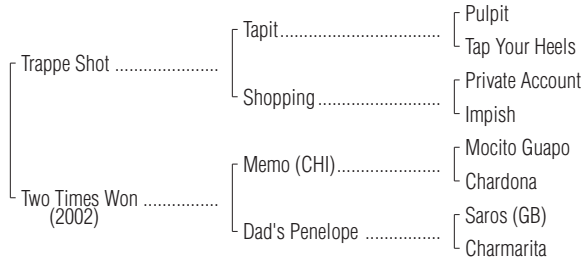 Pulpit
Tapit
Tap Your Heels
Trappe Shot
Private Account
Shopping
Impish
Mocito Guapo
Memo (CHI)
Chardona
Two Times Won
(2002)
Saros (GB)
Dad's Penelope
Charmarita